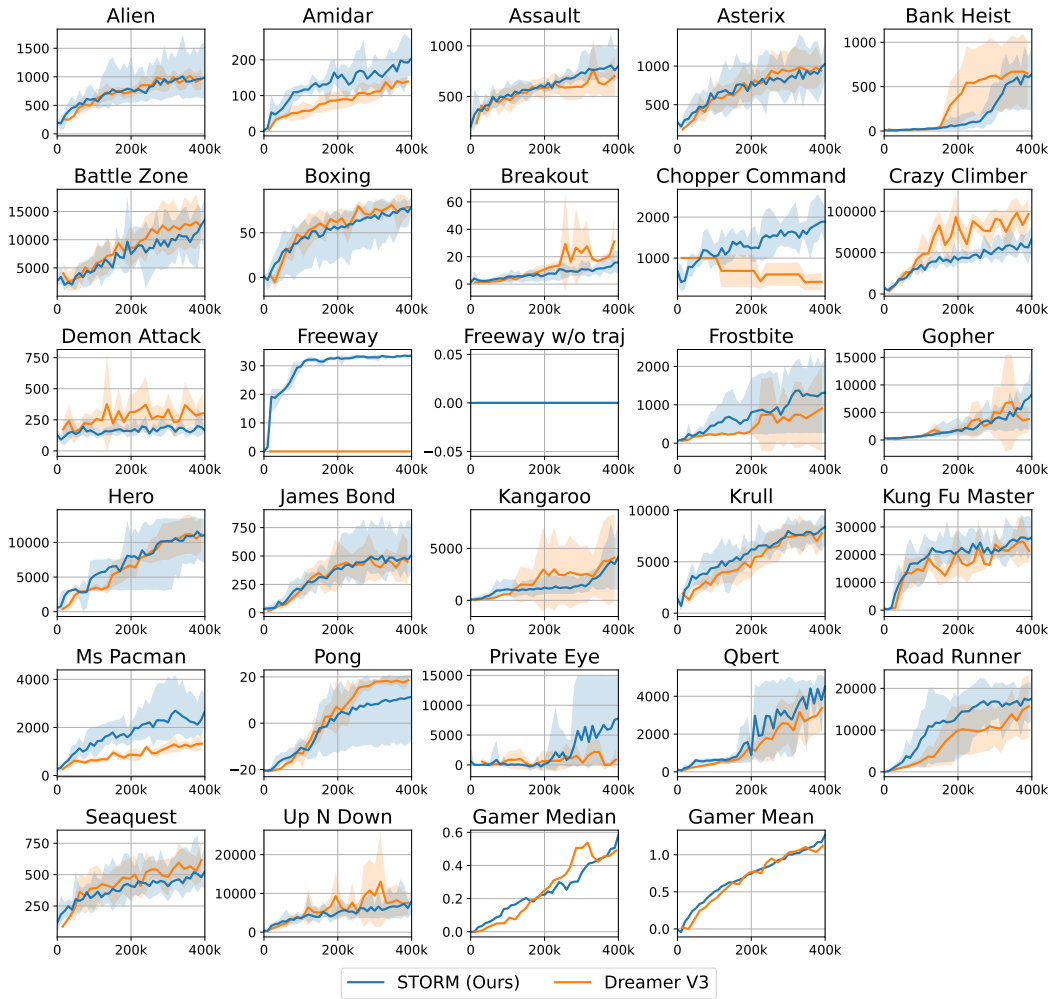 Alien Amidar Assault Asterix Bank Heist
1500 1000 500 0
200 100 0
1000 500
1000 500
1000 500 0
0 200k 400k 0 200k 400k 0 200k 400k 0 200k 400k 0 200k 400k
Battle Zone Boxing Breakout Chopper Command Crazy Climber
15000 10000 5000
50 0
60 40 20 0
2000 1000
100000 50000 0
0 200k 400k 0 200k 400k 0 200k 400k 0 200k 400k 0 200k 400k
Demon Attack Freeway Freeway w/o traj Frostbite Gopher
750 500 250 0
30 20 10 0
0.05 0.00 −0.05
2000 1000 0
15000 10000 5000 0
0 200k 400k 0 200k 400k 0 200k 400k 0 200k 400k 0 200k 400k
Hero James Bond Kangaroo Krull Kung Fu Master
10000 5000 0
750 500 250 0
5000 0
10000 5000 0
30000 20000 10000 0
0 200k 400k 0 200k 400k 0 200k 400k 0 200k 400k 0 200k 400k
Ms Pacman Pong Private Eye Qbert Road Runner
4000 2000 0
20 0 −20
15000 10000 5000 0
4000 2000 0
20000 10000 0
0 200k 400k 0 200k 400k 0 200k 400k 0 200k 400k 0 200k 400k
Seaquest Up N Down Gamer Median Gamer Mean
750 500 250
20000 10000 0
0.6 0.4 0.2 0.0
1.0 0.5 0.0
0 200k 400k 0 200k 400k 0 200k 400k 0 200k 400k
STORM (Ours) Dreamer V3